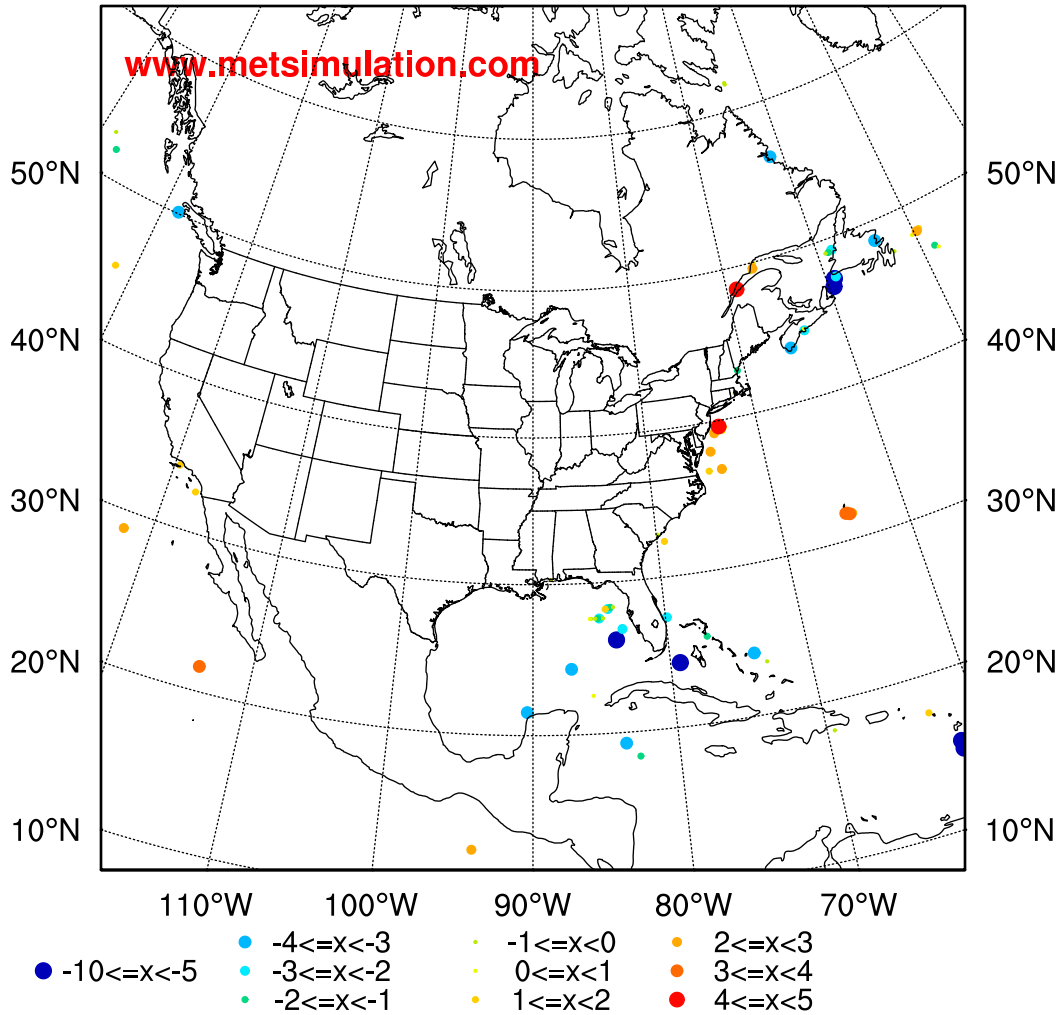 www.metsimulation.com
50°N 50°N
40°N 40°N
30°N 30°N
20°N 20°N
10°N 10°N
110°W 100°W 90°W 80°W 70°W
-4<=x<-3 -1<=x<0 2<=x<3
-10<=x<-5 -3<=x<-2 0<=x<1 3<=x<4
-2<=x<-1 1<=x<2 4<=x<5